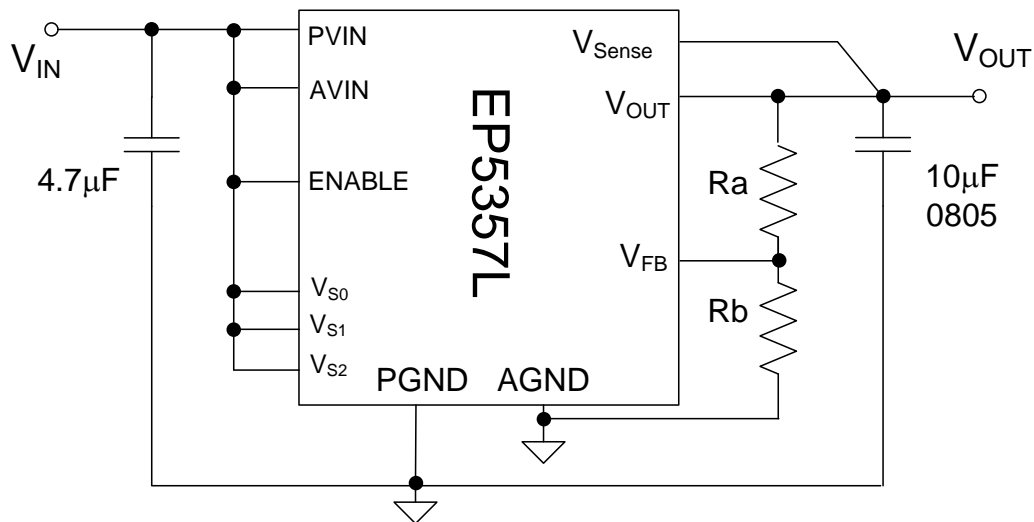 PVIN
V_Sense
V_IN
V_OUT
AVIN
V_OUT
EP5357L
4.7μF
ENABLE
Ra
10μF
0805
V_FB
V_S0
V_S1
Rb
V_S2
PGND
AGND